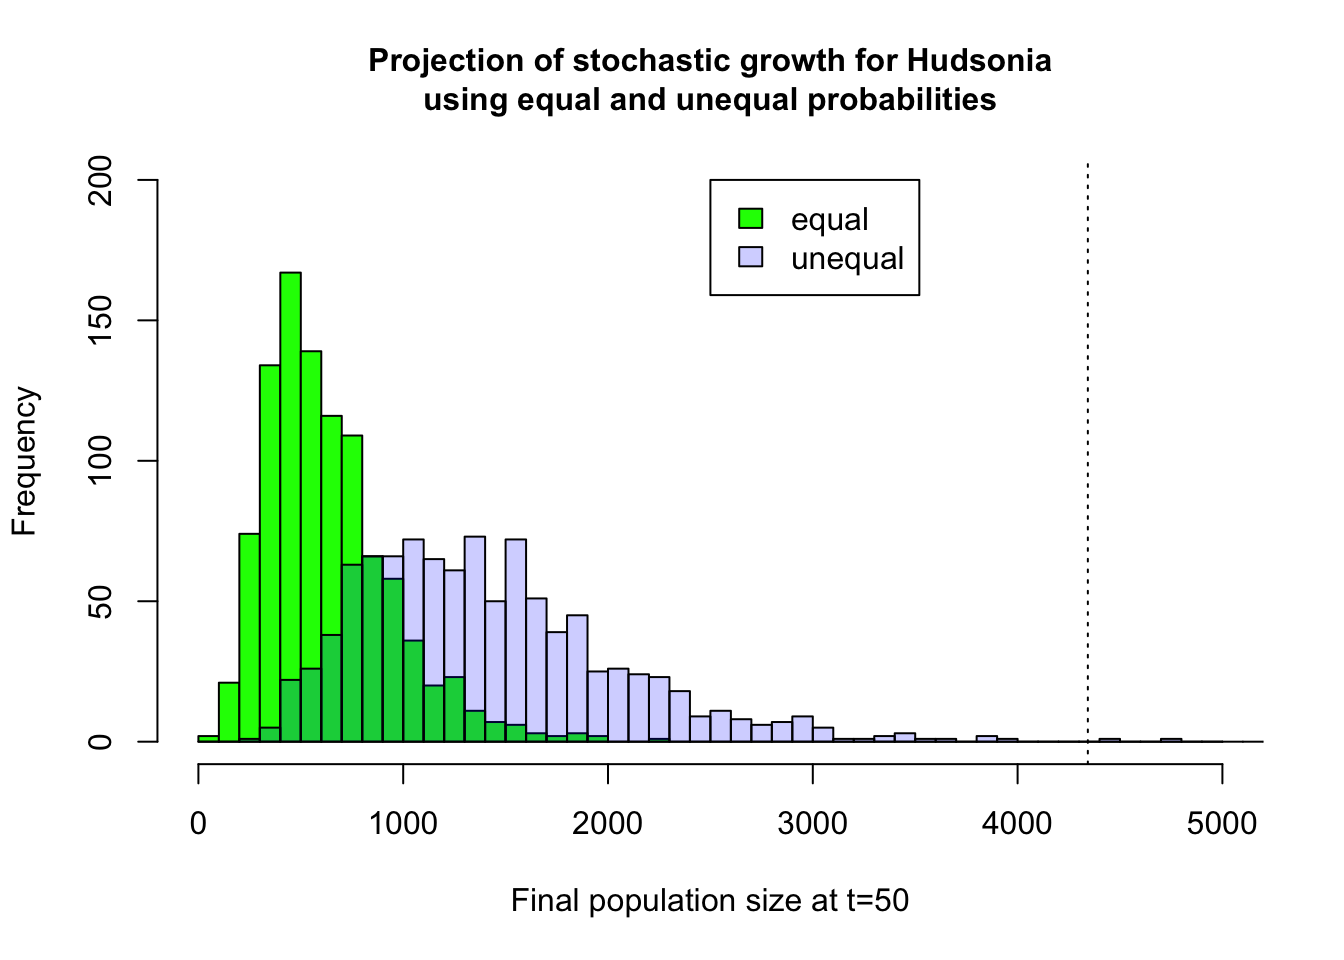 Projection of stochastic growth for Hudsonia
using equal and unequal probabilities
200
150
100
50
0
Frequency
equal
unequal
0 1000 2000 3000 4000 5000
Final population size at t=50